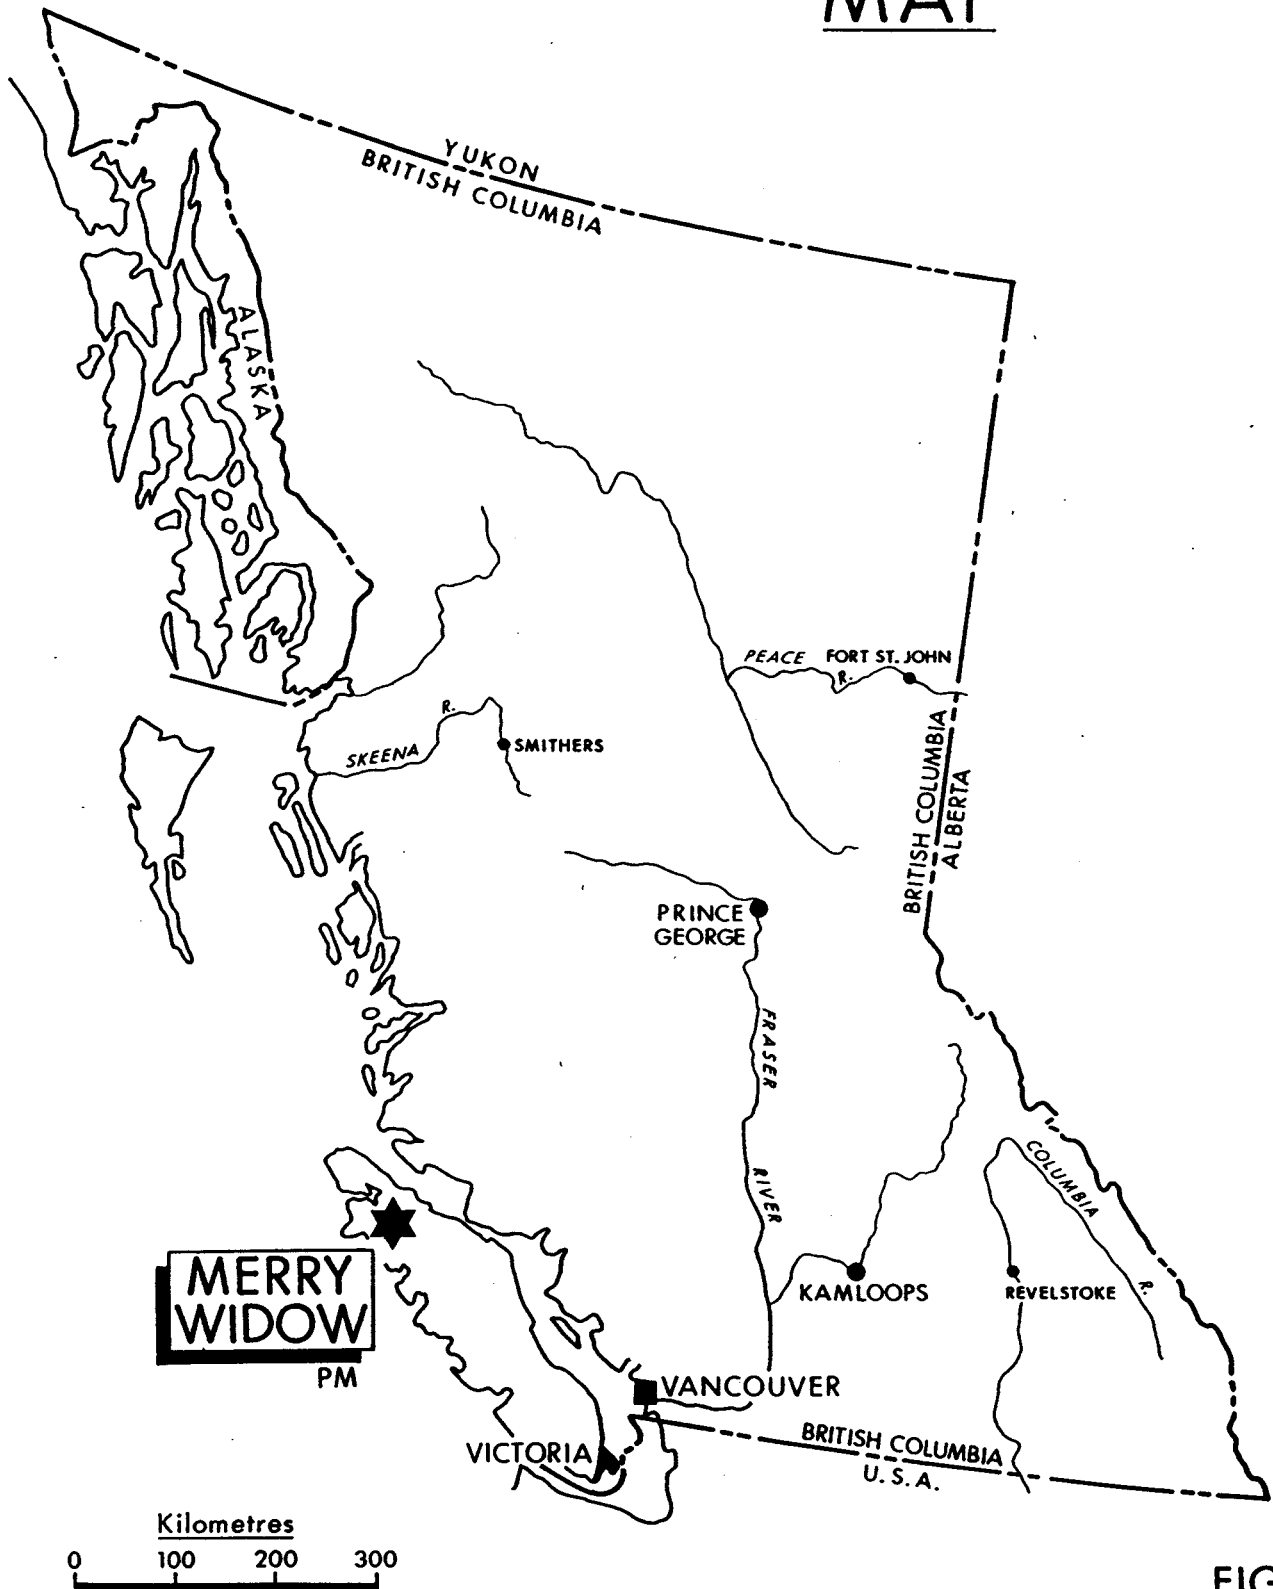 MAP
YUKON
BRITISH COLUMBIA
ALASKA
PEACE R.
FORT ST. JOHN
SKEENA R.
SMITHERS
BRITISH COLUMBIA
ALBERTA
PRINCE
GEORGE
FRASER
RIVER
COLUMBIA R.
MERRY
WIDOW
PM
KAMLOOPS
REVELSTOKE
VANCOUVER
VICTORIA
BRITISH COLUMBIA
U.S.A.
Kilometres
0 100 200 300
FIG